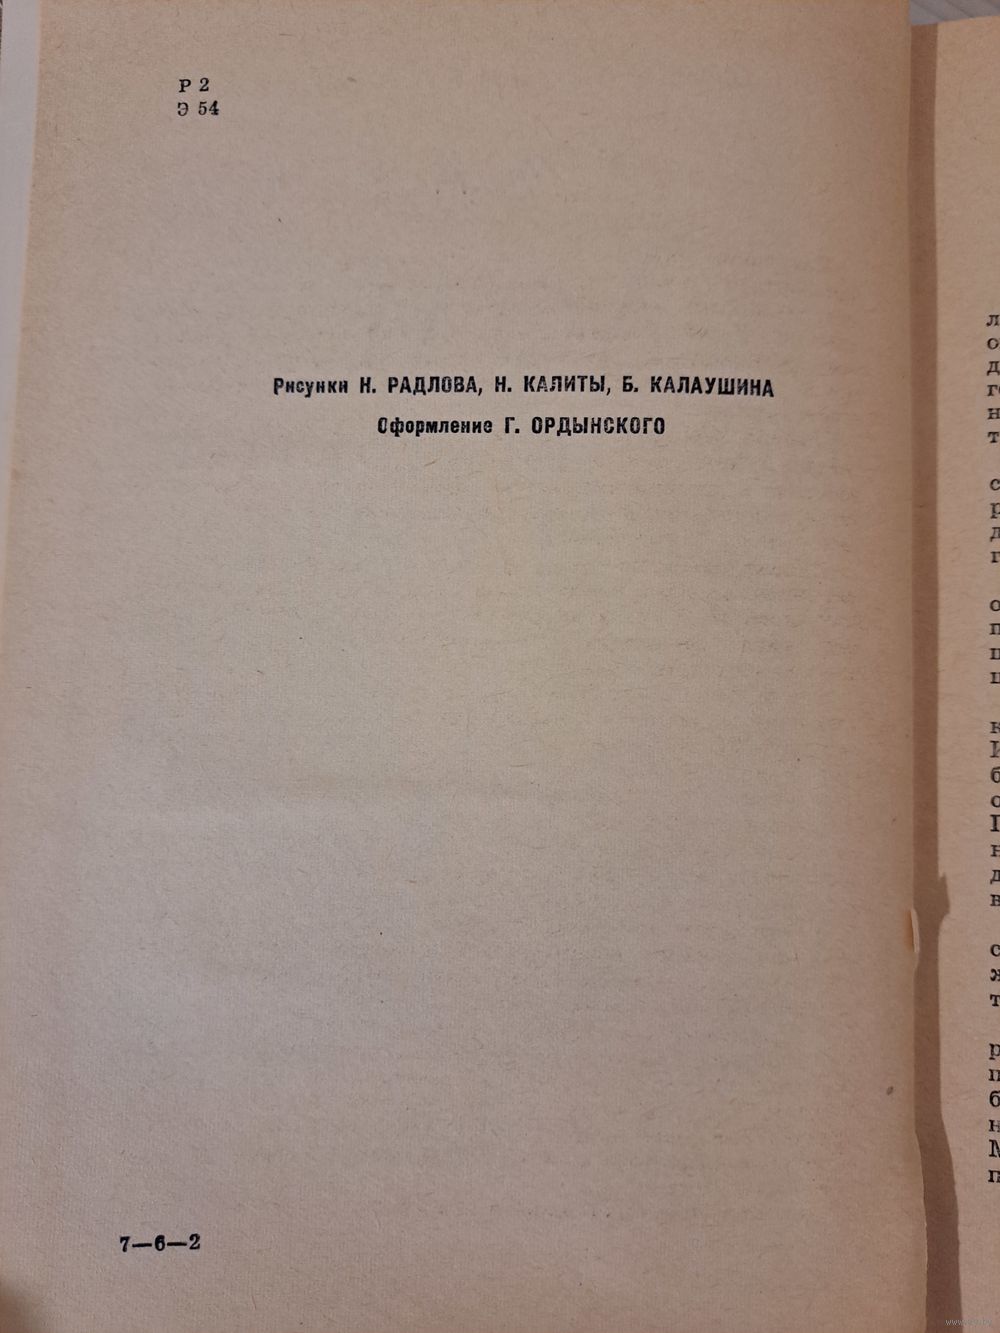 Р 2
Э 54
Рисунки Н. РАДЛОВА, Н. КАЛИТЫ, Б. КАЛАУШИНА
Оформление Г. ОРДЫНСКОГО
7—6—2